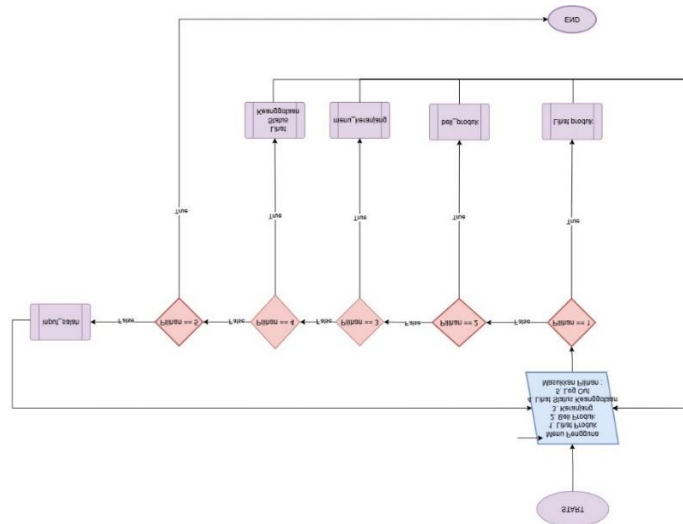 START
Menu Pengguna
1. Lihat Produk
2. Beli Produk
3. Keranjang
4. Lihat Status Keanggotaan
5. Log Out
Masukkan Pilihan :
Pilihan == 1
False
Pilihan == 2
False
Pilihan == 3
False
Pilihan == 4
False
Pilihan == 5
False
input_salah
True
True
True
True
True
Lihat produk
beli_produk
menu_keranjang
Lihat
Status
Keanggotaan
END